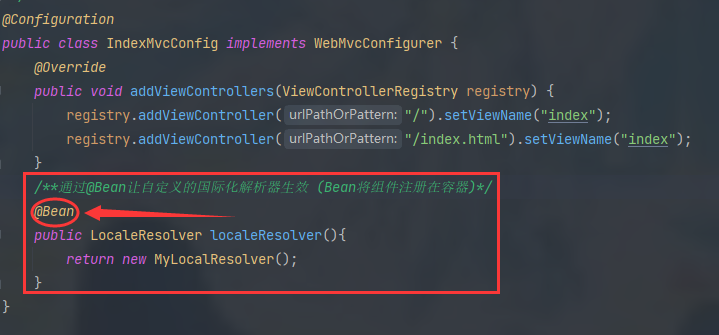 @Configuration
public class IndexMvcConfig implements WebMvcConfigurer {
@Override
public void addViewControllers(ViewControllerRegistry registry) {
registry.addViewController( urlPathOrPattern: "/").setViewName("index");
registry.addViewController( urlPathOrPattern: "/index.html").setViewName("index");
}
/**通过@Bean让自定义的国际化解析器生效 (Bean将组件注册在容器)*/
@Bean
public LocaleResolver localeResolver(){
return new MyLocalResolver();
}
}